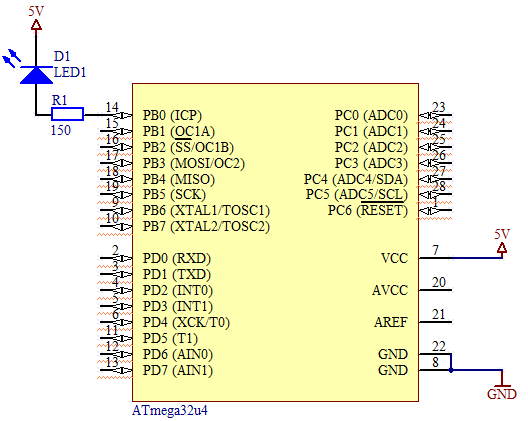 5V
D1
LED1
R1
150
14 PB0 (ICP)
15 PB1 (OC1A)
16 PB2 (SS/OC1B)
17 PB3 (MOSI/OC2)
18 PB4 (MISO)
19 PB5 (SCK)
9 PB6 (XTAL1/TOSC1)
10 PB7 (XTAL2/TOSC2)
2 PD0 (RXD)
3 PD1 (TXD)
4 PD2 (INT0)
5 PD3 (INT1)
6 PD4 (XCK/T0)
11 PD5 (T1)
12 PD6 (AIN0)
13 PD7 (AIN1)
PC0 (ADC0) 23
PC1 (ADC1) 24
PC2 (ADC2) 25
PC3 (ADC3) 26
PC4 (ADC4/SDA) 27
PC5 (ADC5/SCL) 28
PC6 (RESET) 1
5V
VCC 7
AVCC 20
AREF 21
GND 22
GND 8
GND
ATmega32u4